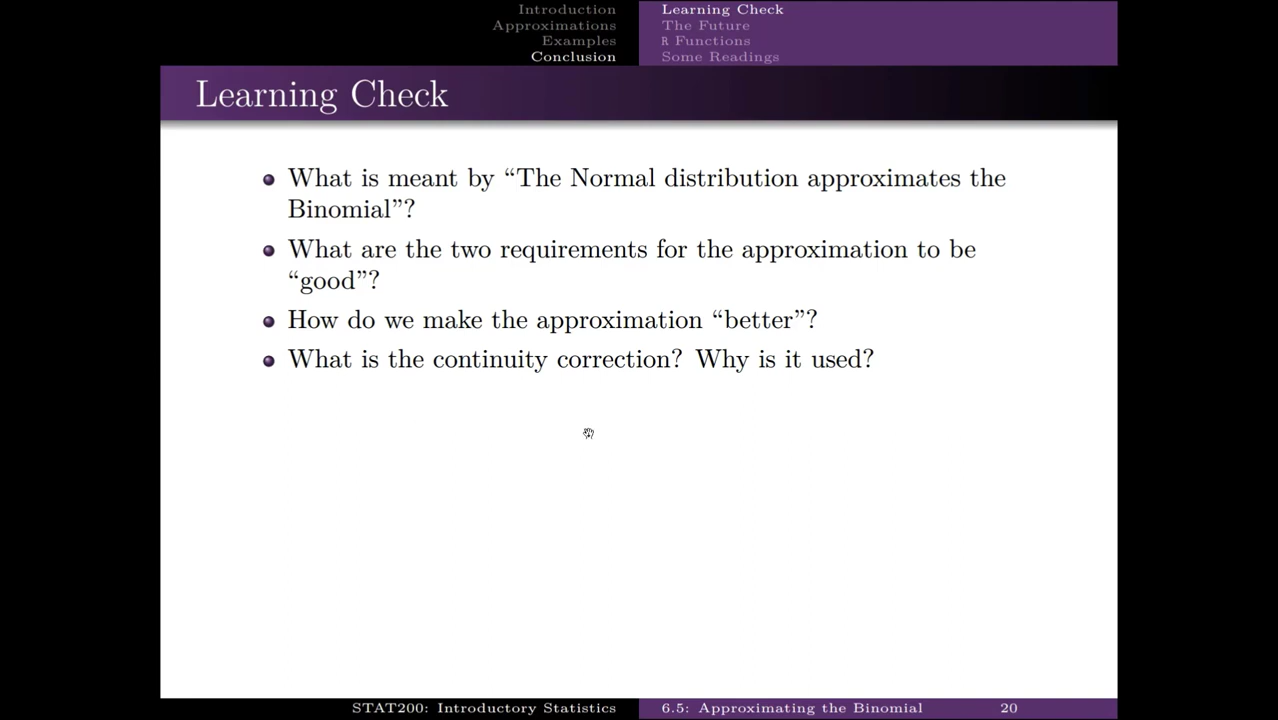 Introduction
Approximations
Examples
Conclusion
Learning Check
The Future
R Functions
Some Readings
Learning Check
What is meant by “The Normal distribution approximates the
Binomial”?
What are the two requirements for the approximation to be
“good”?
How do we make the approximation “better”?
What is the continuity correction? Why is it used?
STAT200: Introductory Statistics
6.5: Approximating the Binomial
20